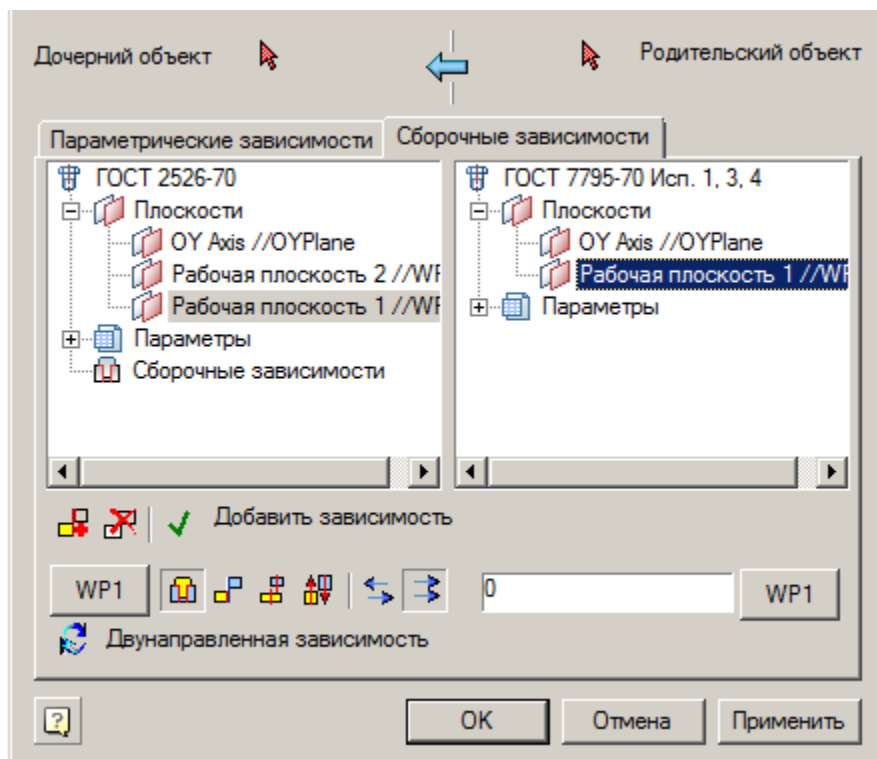 Дочерний объект
Родительский объект
Параметрические зависимости
Сборочные зависимости
ГОСТ 2526-70
Плоскости
OY Axis //OYPlane
Рабочая плоскость 2 //WF
Рабочая плоскость 1 //WF
Параметры
Сборочные зависимости
ГОСТ 7795-70 Исп. 1, 3, 4
Плоскости
OY Axis //OYPlane
Рабочая плоскость 1 //WF
Параметры
Добавить зависимость
WP1
0
WP1
Двунаправленная зависимость
?
OK
Отмена
Применить